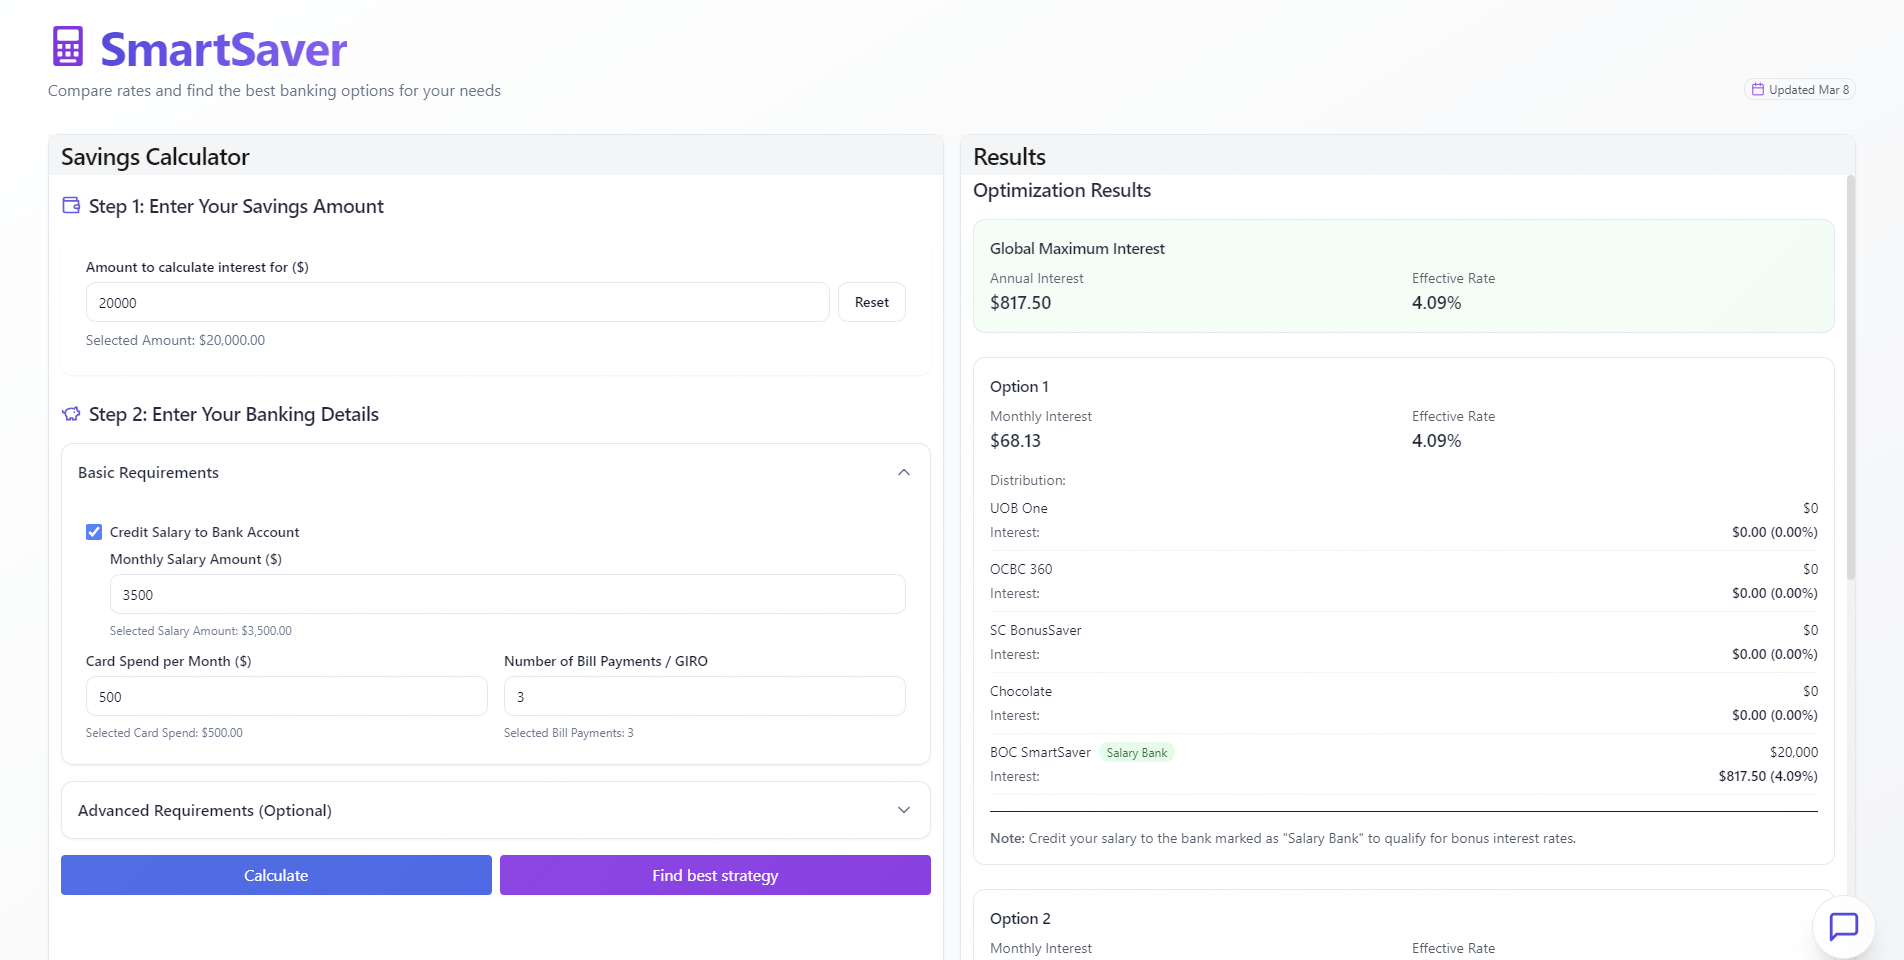 SmartSaver
Compare rates and find the best banking options for your needs
Updated Mar 8
Savings Calculator
Step 1: Enter Your Savings Amount
Amount to calculate interest for ($)
20000
Reset
Selected Amount: $20,000.00
Step 2: Enter Your Banking Details
Basic Requirements
Credit Salary to Bank Account
Monthly Salary Amount ($)
3500
Selected Salary Amount: $3,500.00
Card Spend per Month ($)
Number of Bill Payments / GIRO
500
3
Selected Card Spend: $500.00
Selected Bill Payments: 3
Advanced Requirements (Optional)
Calculate
Find best strategy
Results
Optimization Results
Global Maximum Interest
Annual Interest
Effective Rate
$817.50
4.09%
Option 1
Monthly Interest
Effective Rate
$68.13
4.09%
Distribution:
UOB One
$0
Interest:
$0.00 (0.00%)
OCBC 360
$0
Interest:
$0.00 (0.00%)
SC BonusSaver
$0
Interest:
$0.00 (0.00%)
Chocolate
$0
Interest:
$0.00 (0.00%)
BOC SmartSaver
Salary Bank
$20,000
Interest:
$817.50 (4.09%)
Note: Credit your salary to the bank marked as "Salary Bank" to qualify for bonus interest rates.
Option 2
Monthly Interest
Effective Rate